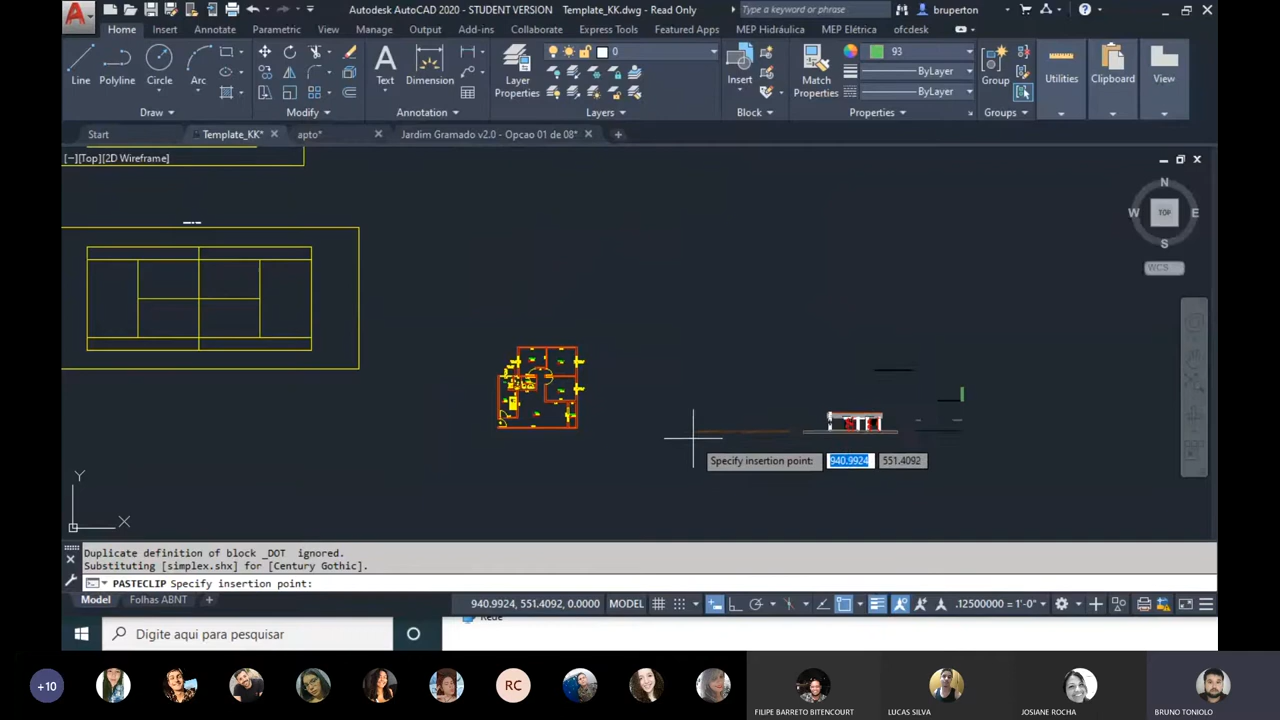 Autodesk AutoCAD 2020 - STUDENT VERSION Template_KK.dwg - Read Only
Type a keyword or phrase
bruperton
Home Insert Annotate Parametric View Manage Output Add-ins Collaborate Express Tools Featured Apps MEP Hidráulica MEP Elétrica ofcdesk
Line Polyline Circle Arc
Text Dimension
Layer Properties
0
Insert
Match Properties
93
ByLayer
ByLayer
Group
Utilities Clipboard View
Draw Modify Annotation Layers Block Properties Groups
Start Template_KK* apto* Jardim Gramado v2.0 - Opcao 01 de 08*
[−][Top][2D Wireframe]
N
W TOP E
S
WCS
Specify insertion point: 940.9924 551.4092
Y
X
Duplicate definition of block _DOT ignored.
Substituting [simplex.shx] for [Century Gothic].
PASTECLIP Specify insertion point:
Model Folhas ABNT
940.9924, 551.4092, 0.0000 MODEL .12500000 = 1'-0"
Rede
Digite aqui para pesquisar
+10
RC
FILIPE BARRETO BITENCOURT LUCAS SILVA JOSIANE ROCHA BRUNO TONIOLO